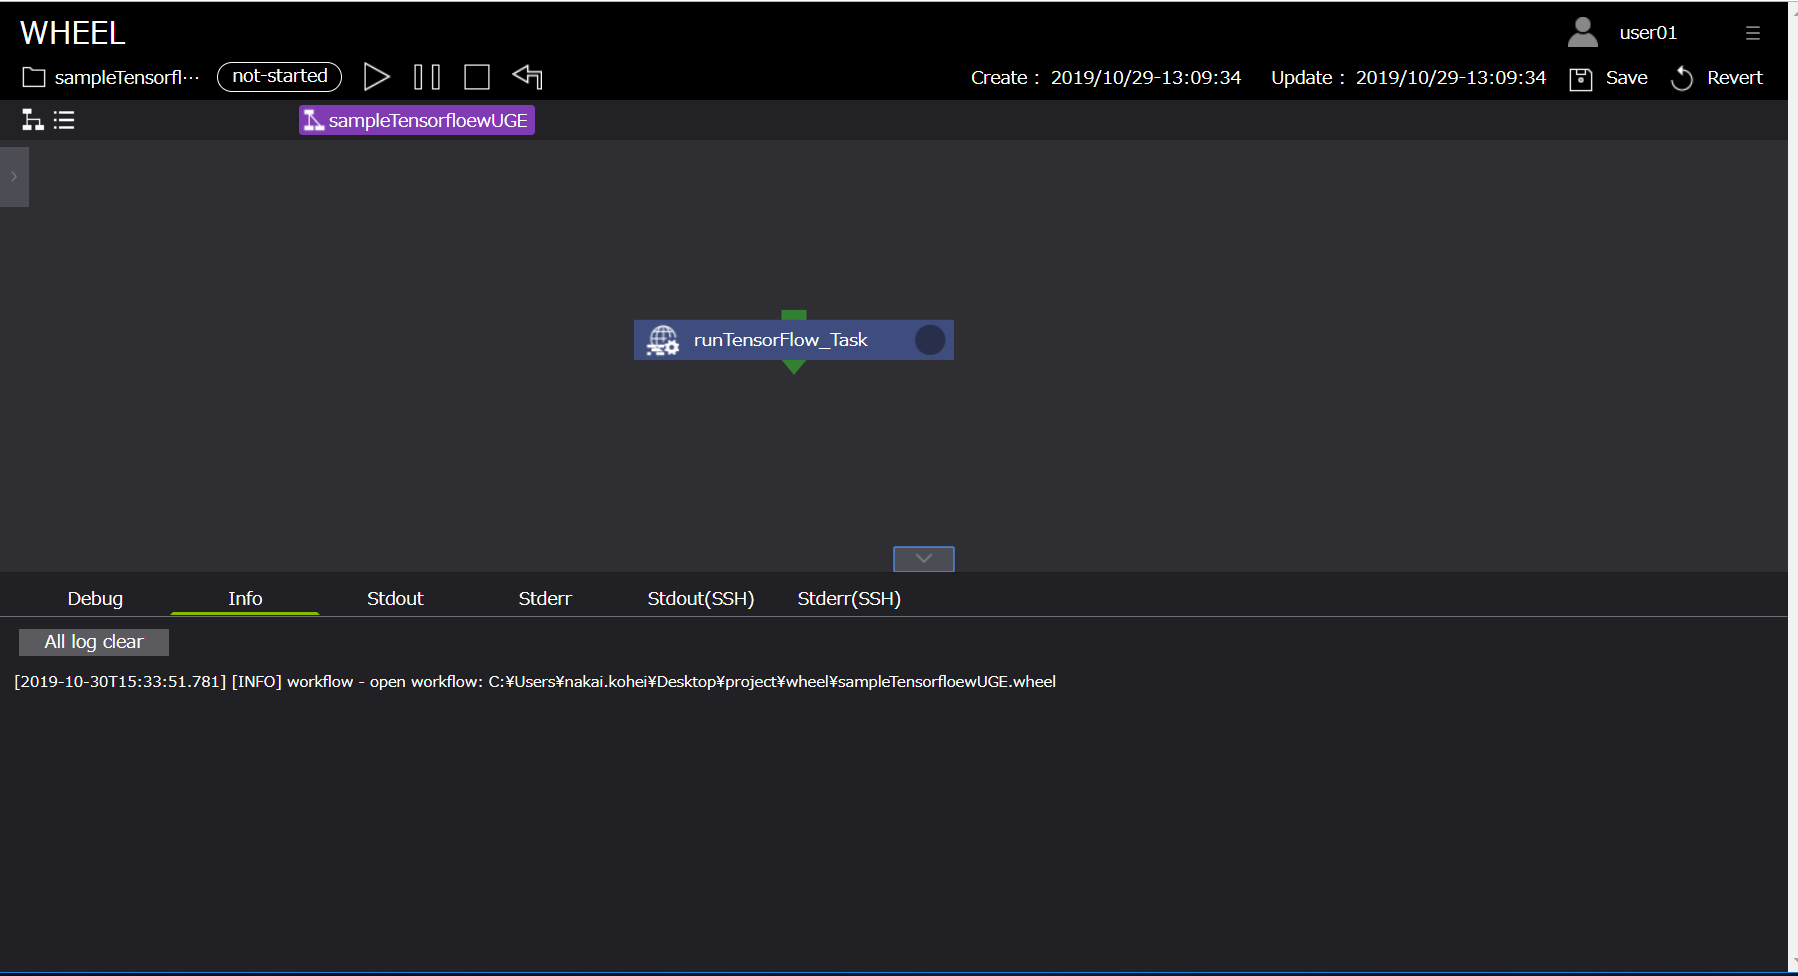 WHEEL
user01
sampleTensorfl···
not-started
Create : 2019/10/29-13:09:34
Update : 2019/10/29-13:09:34
Save
Revert
sampleTensorfloewUGE
runTensorFlow_Task
Debug
Info
Stdout
Stderr
Stdout(SSH)
Stderr(SSH)
All log clear
[2019-10-30T15:33:51.781] [INFO] workflow - open workflow: C:¥Users¥nakai.kohei¥Desktop¥project¥wheel¥sampleTensorfloewUGE.wheel